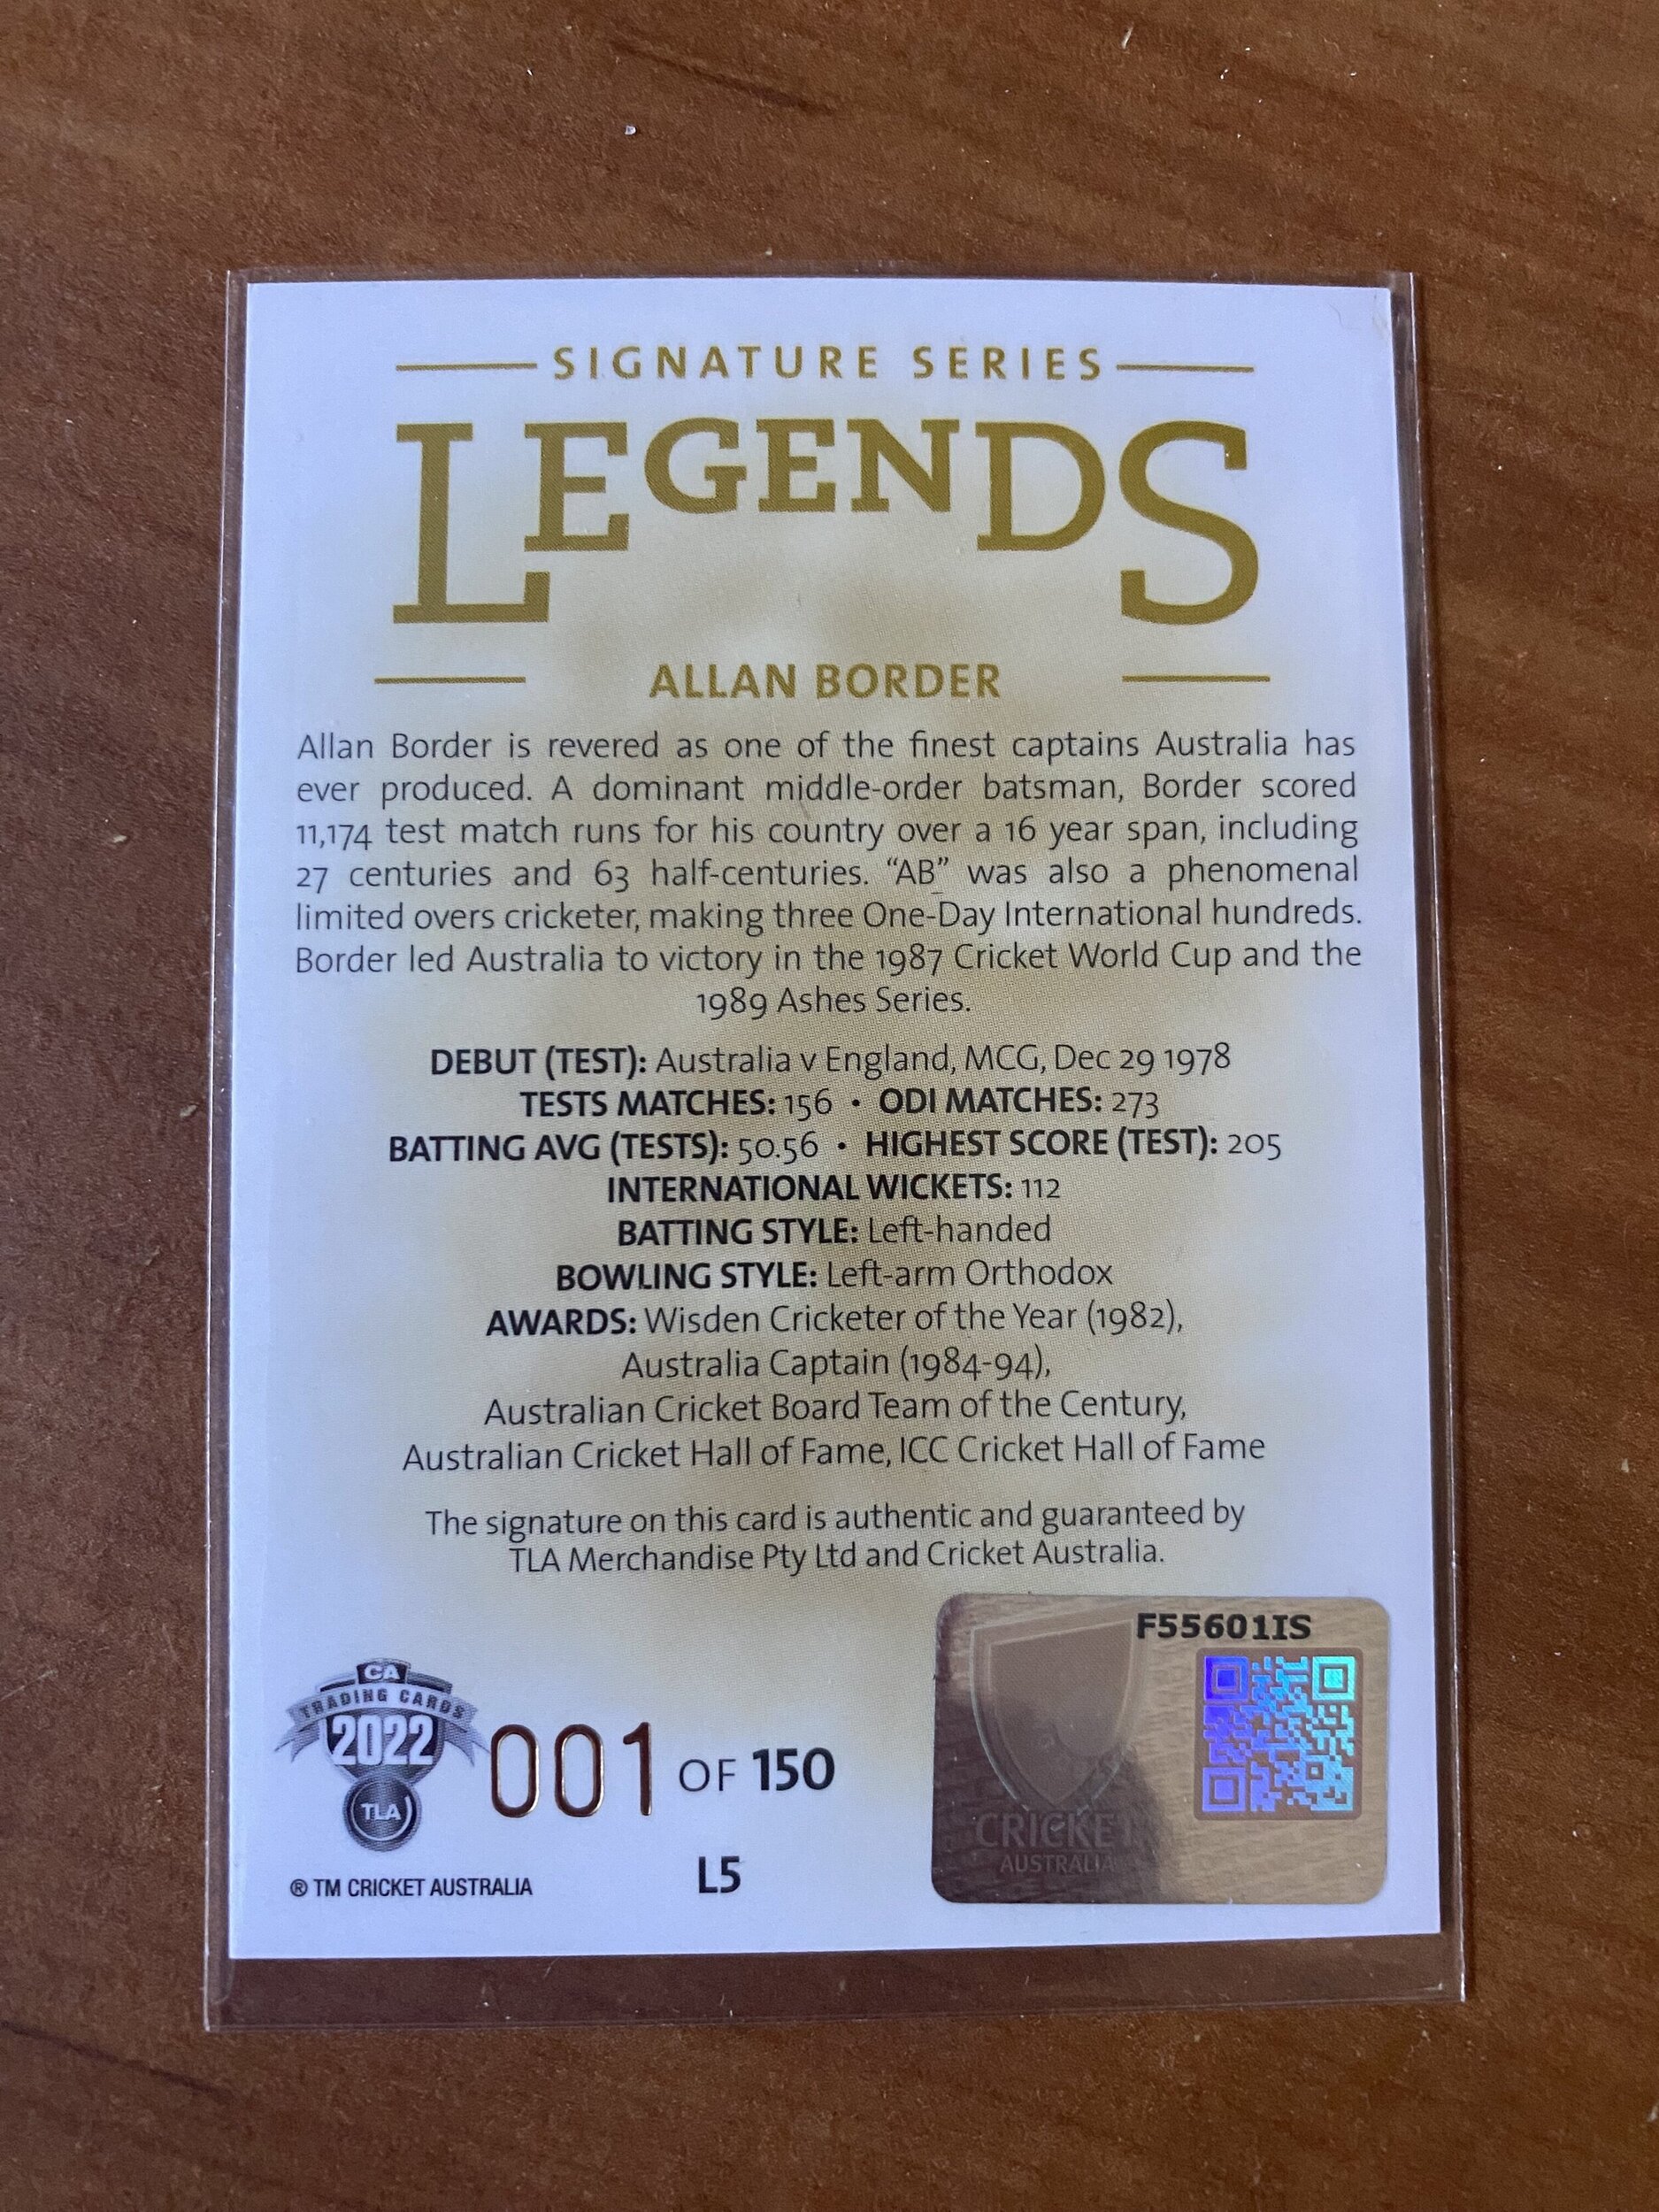 SIGNATURE SERIES
LEGENDS
ALLAN BORDER
Allan Border is revered as one of the finest captains Australia has
ever produced. A dominant middle-order batsman, Border scored
11,174 test match runs for his country over a 16 year span, including
27 centuries and 63 half-centuries. “AB” was also a phenomenal
limited overs cricketer, making three One-Day International hundreds.
Border led Australia to victory in the 1987 Cricket World Cup and the
1989 Ashes Series.
DEBUT (TEST): Australia v England, MCG, Dec 29 1978
TESTS MATCHES: 156 • ODI MATCHES: 273
BATTING AVG (TESTS): 50.56 • HIGHEST SCORE (TEST): 205
INTERNATIONAL WICKETS: 112
BATTING STYLE: Left-handed
BOWLING STYLE: Left-arm Orthodox
AWARDS: Wisden Cricketer of the Year (1982),
Australia Captain (1984-94),
Australian Cricket Board Team of the Century,
Australian Cricket Hall of Fame, ICC Cricket Hall of Fame
The signature on this card is authentic and guaranteed by
TLA Merchandise Pty Ltd and Cricket Australia.
F55601IS
CA
TRADING CARDS
2022
TLA
001 OF 150
CRICKET
AUSTRALIA
L5
® TM CRICKET AUSTRALIA